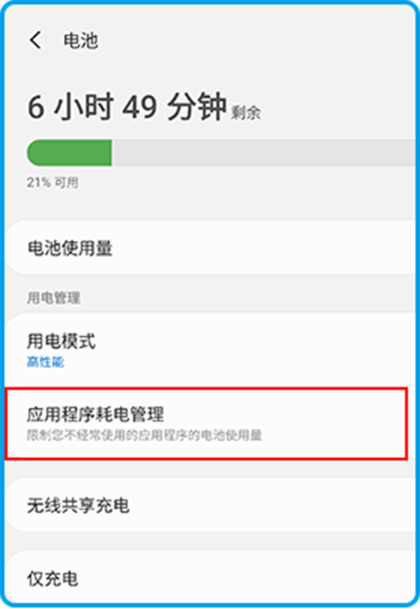 电池
6 小时 49 分钟 剩余
21% 可用
电池使用量
用电管理
用电模式
高性能
应用程序耗电管理
限制您不经常使用的应用程序的电池使用量
无线共享充电
仅充电